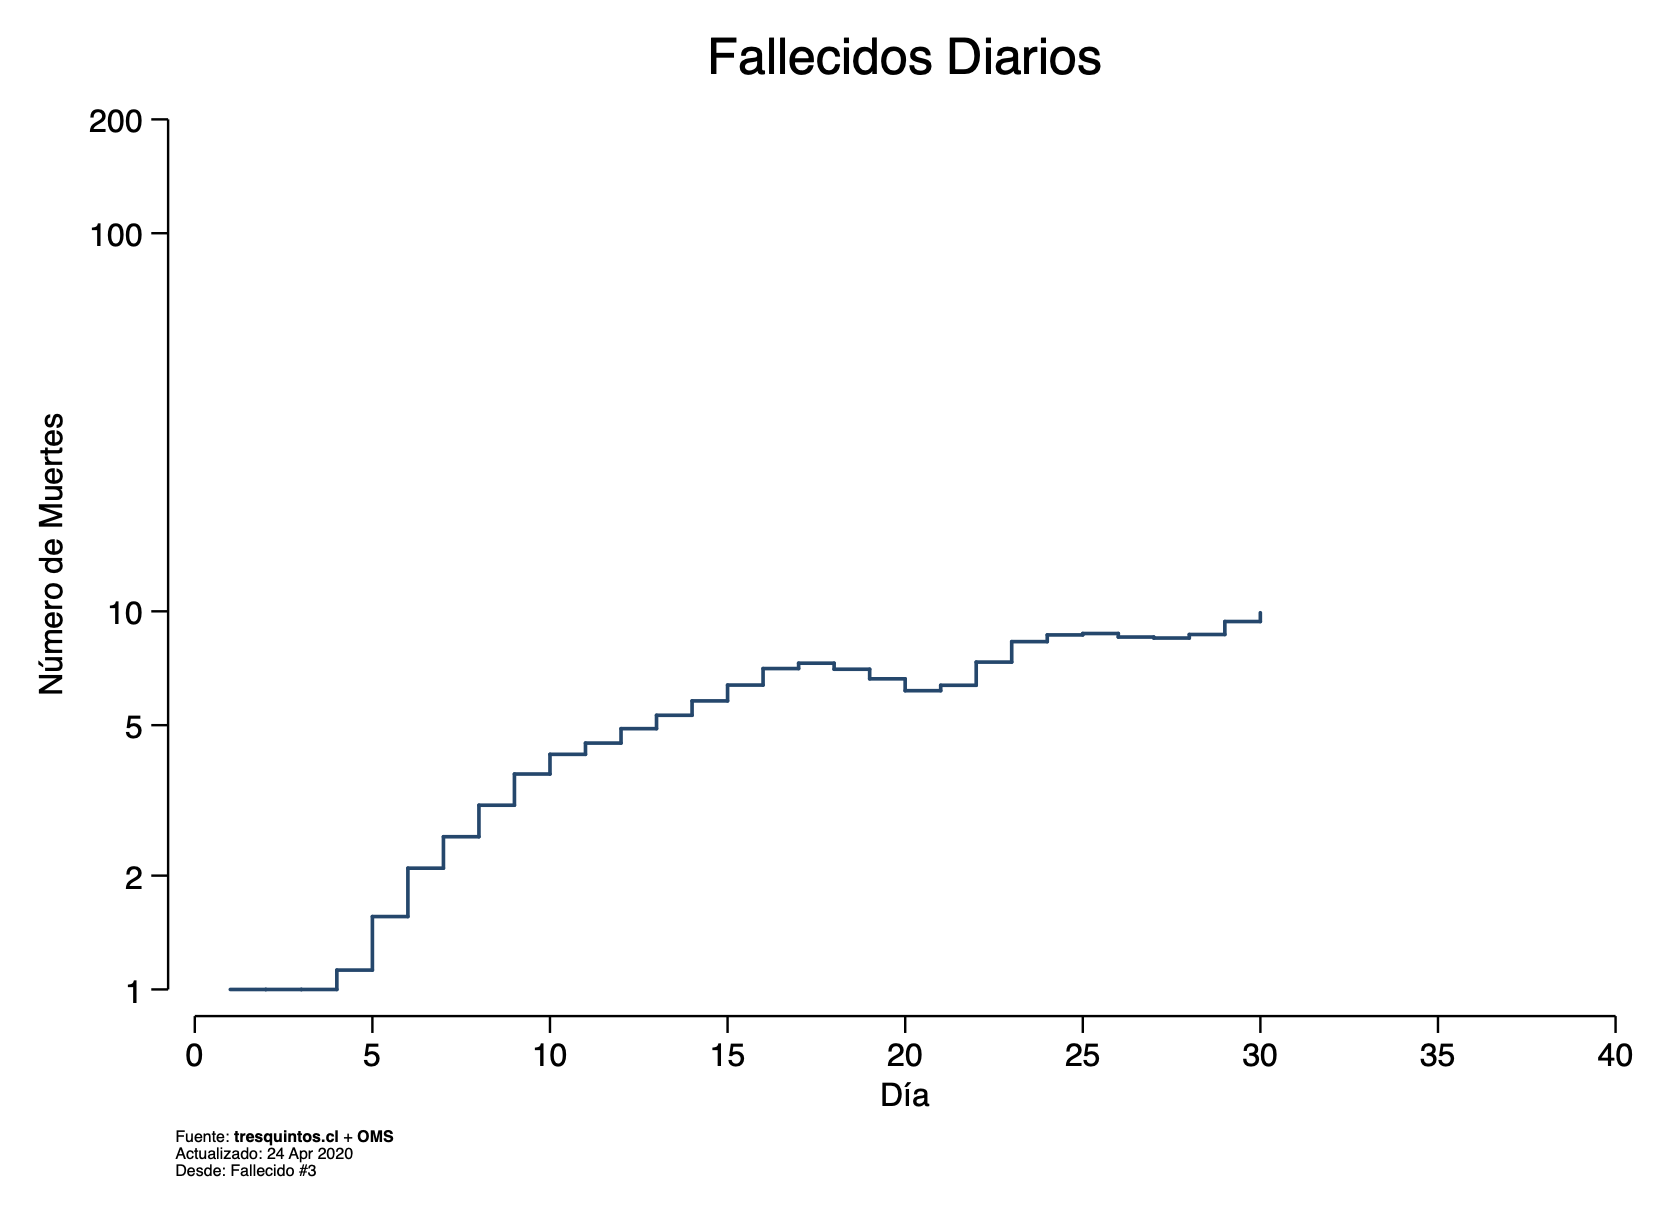 Fallecidos Diarios
200
100
10
5
2
1
Número de Muertes
0 5 10 15 20 25 30 35 40
Día
Fuente: tresquintos.cl + OMS
Actualizado: 24 Apr 2020
Desde: Fallecido #3